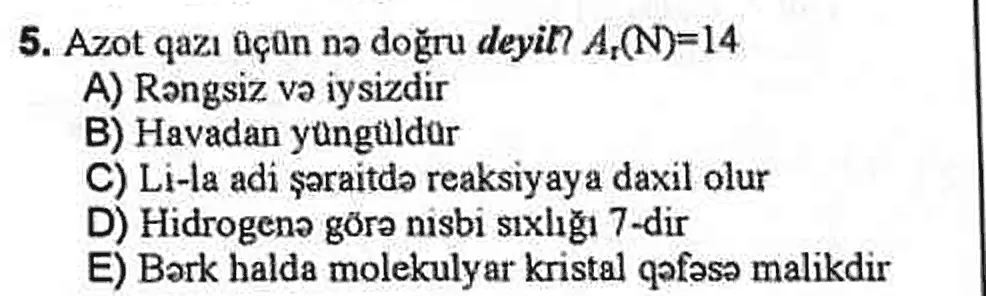 5. Azot qazı üçün nə doğru deyil? Aᵣ(N)=14
A) Rəngsiz və iysizdir
B) Havadan yüngüldür
C) Li-la adi şəraitdə reaksiyaya daxil olur
D) Hidrogenə görə nisbi sıxlığı 7-dir
E) Bərk halda molekulyar kristal qəfəsə malikdir